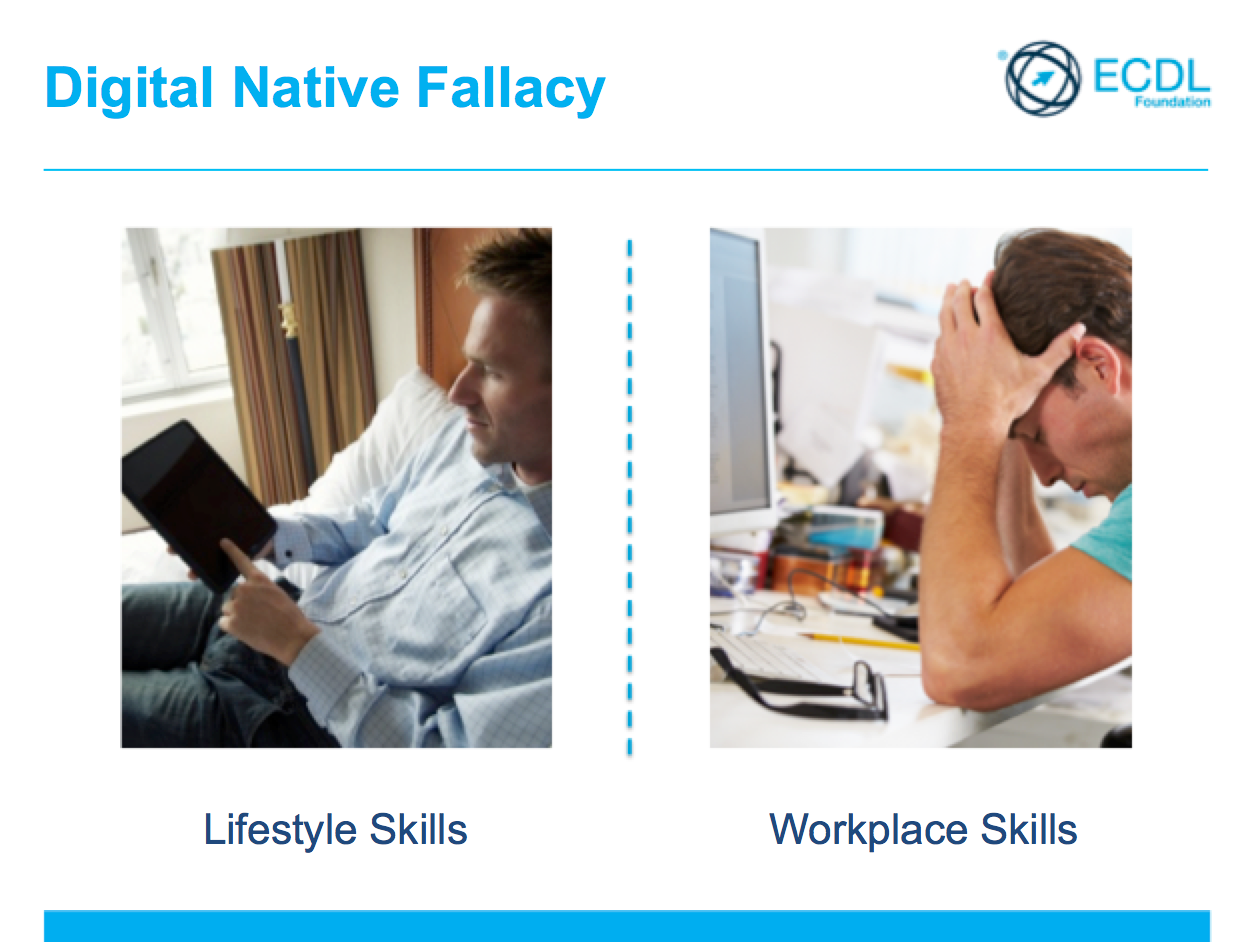 Digital Native Fallacy
ECDL
Foundation
Lifestyle Skills
Workplace Skills